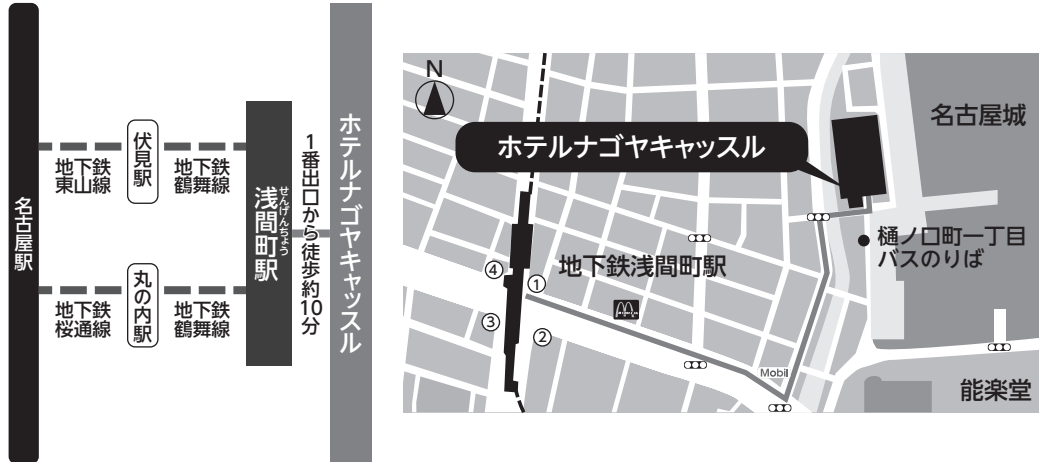 名古屋駅
地下鉄
東山線
伏見駅
地下鉄
鶴舞線
地下鉄
桜通線
丸の内駅
地下鉄
鶴舞線
浅間町駅
せんげんちょう
1番出口から徒歩約10分
ホテルナゴヤキャッスル
N
ホテルナゴヤキャッスル
名古屋城
樋ノ口町一丁目
バスのりば
地下鉄浅間町駅
④
①
③
②
Mobil
能楽堂